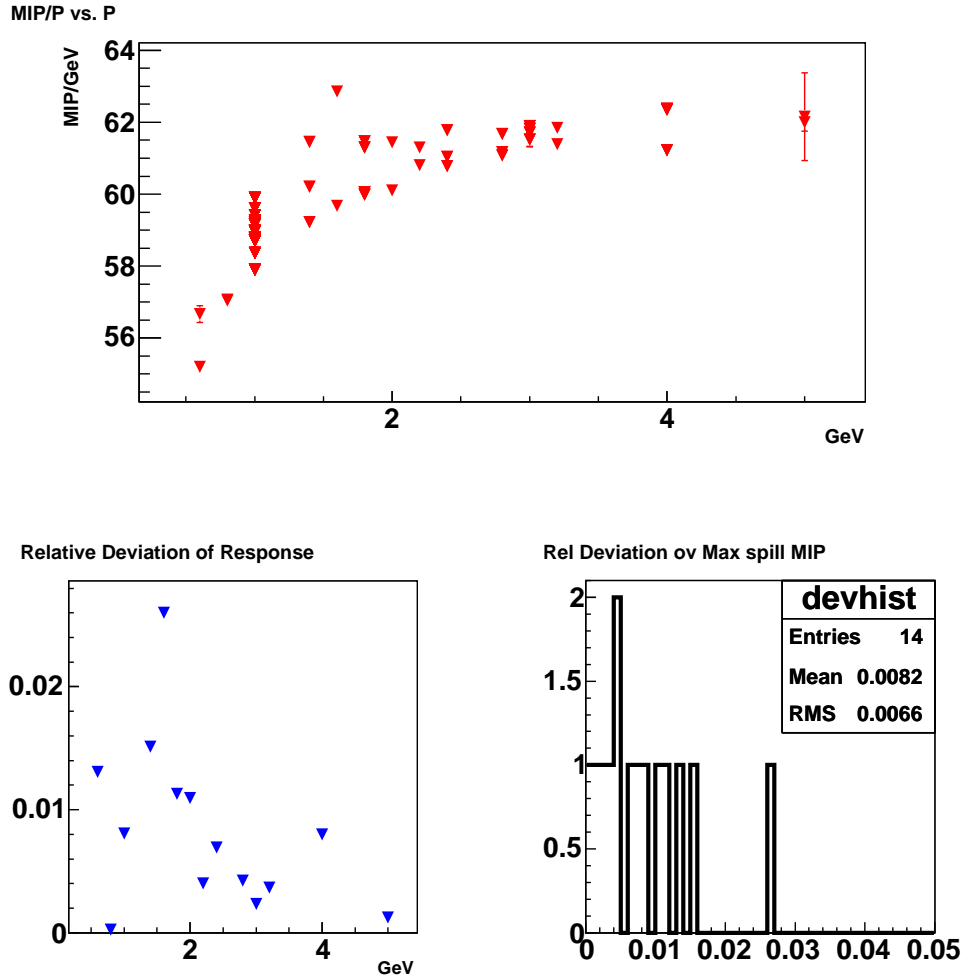 MIP/P vs. P
MIP/GeV
64
62
60
58
56
2
4
GeV
Relative Deviation of Response
0.02
0.01
0
2
4
GeV
Rel Deviation ov Max spill MIP
2
1.5
1
0.5
0
0
0.01
0.02
0.03
0.04
0.05
devhist
Entries 14
Mean 0.0082
RMS 0.0066